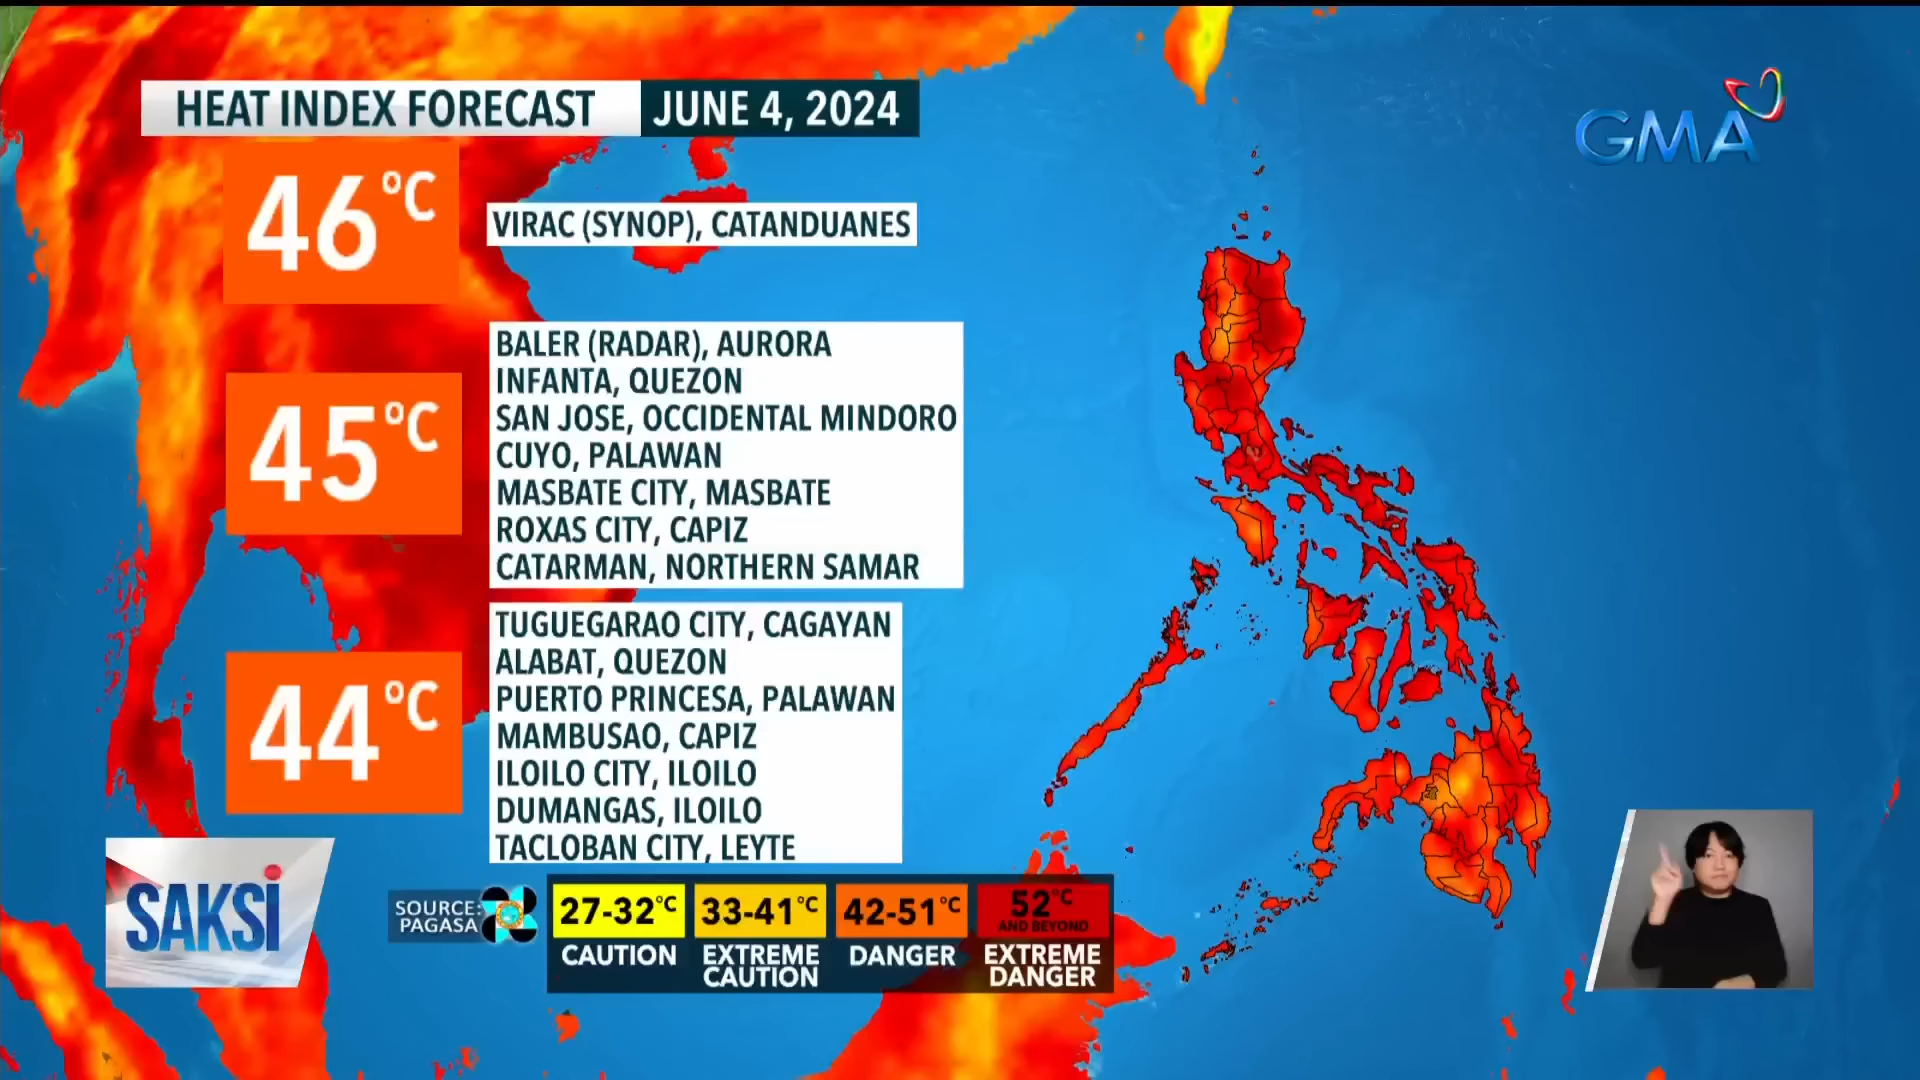 HEAT INDEX FORECAST JUNE 4, 2024
GMA
46°C
VIRAC (SYNOP), CATANDUANES
45°C
BALER (RADAR), AURORA
INFANTA, QUEZON
SAN JOSE, OCCIDENTAL MINDORO
CUYO, PALAWAN
MASBATE CITY, MASBATE
ROXAS CITY, CAPIZ
CATARMAN, NORTHERN SAMAR
44°C
TUGUEGARAO CITY, CAGAYAN
ALABAT, QUEZON
PUERTO PRINCESA, PALAWAN
MAMBUSAO, CAPIZ
ILOILO CITY, ILOILO
DUMANGAS, ILOILO
TACLOBAN CITY, LEYTE
SAKSI
SOURCE:
PAGASA
27-32°C
CAUTION
33-41°C
EXTREME
CAUTION
42-51°C
DANGER
52°C
AND BEYOND
EXTREME
DANGER